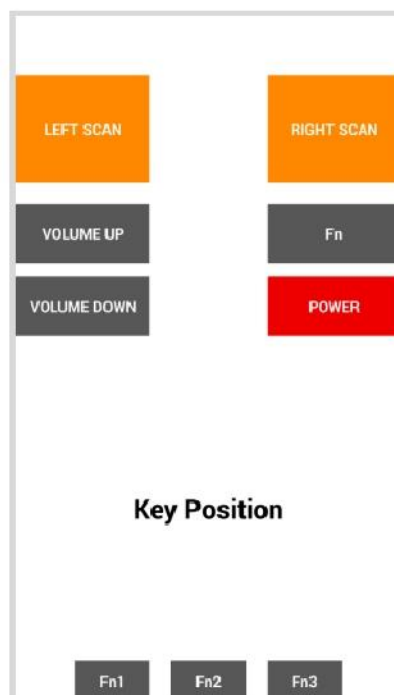 LEFT SCAN
RIGHT SCAN
VOLUME UP
Fn
VOLUME DOWN
POWER
Key Position
Fn1
Fn2
Fn3